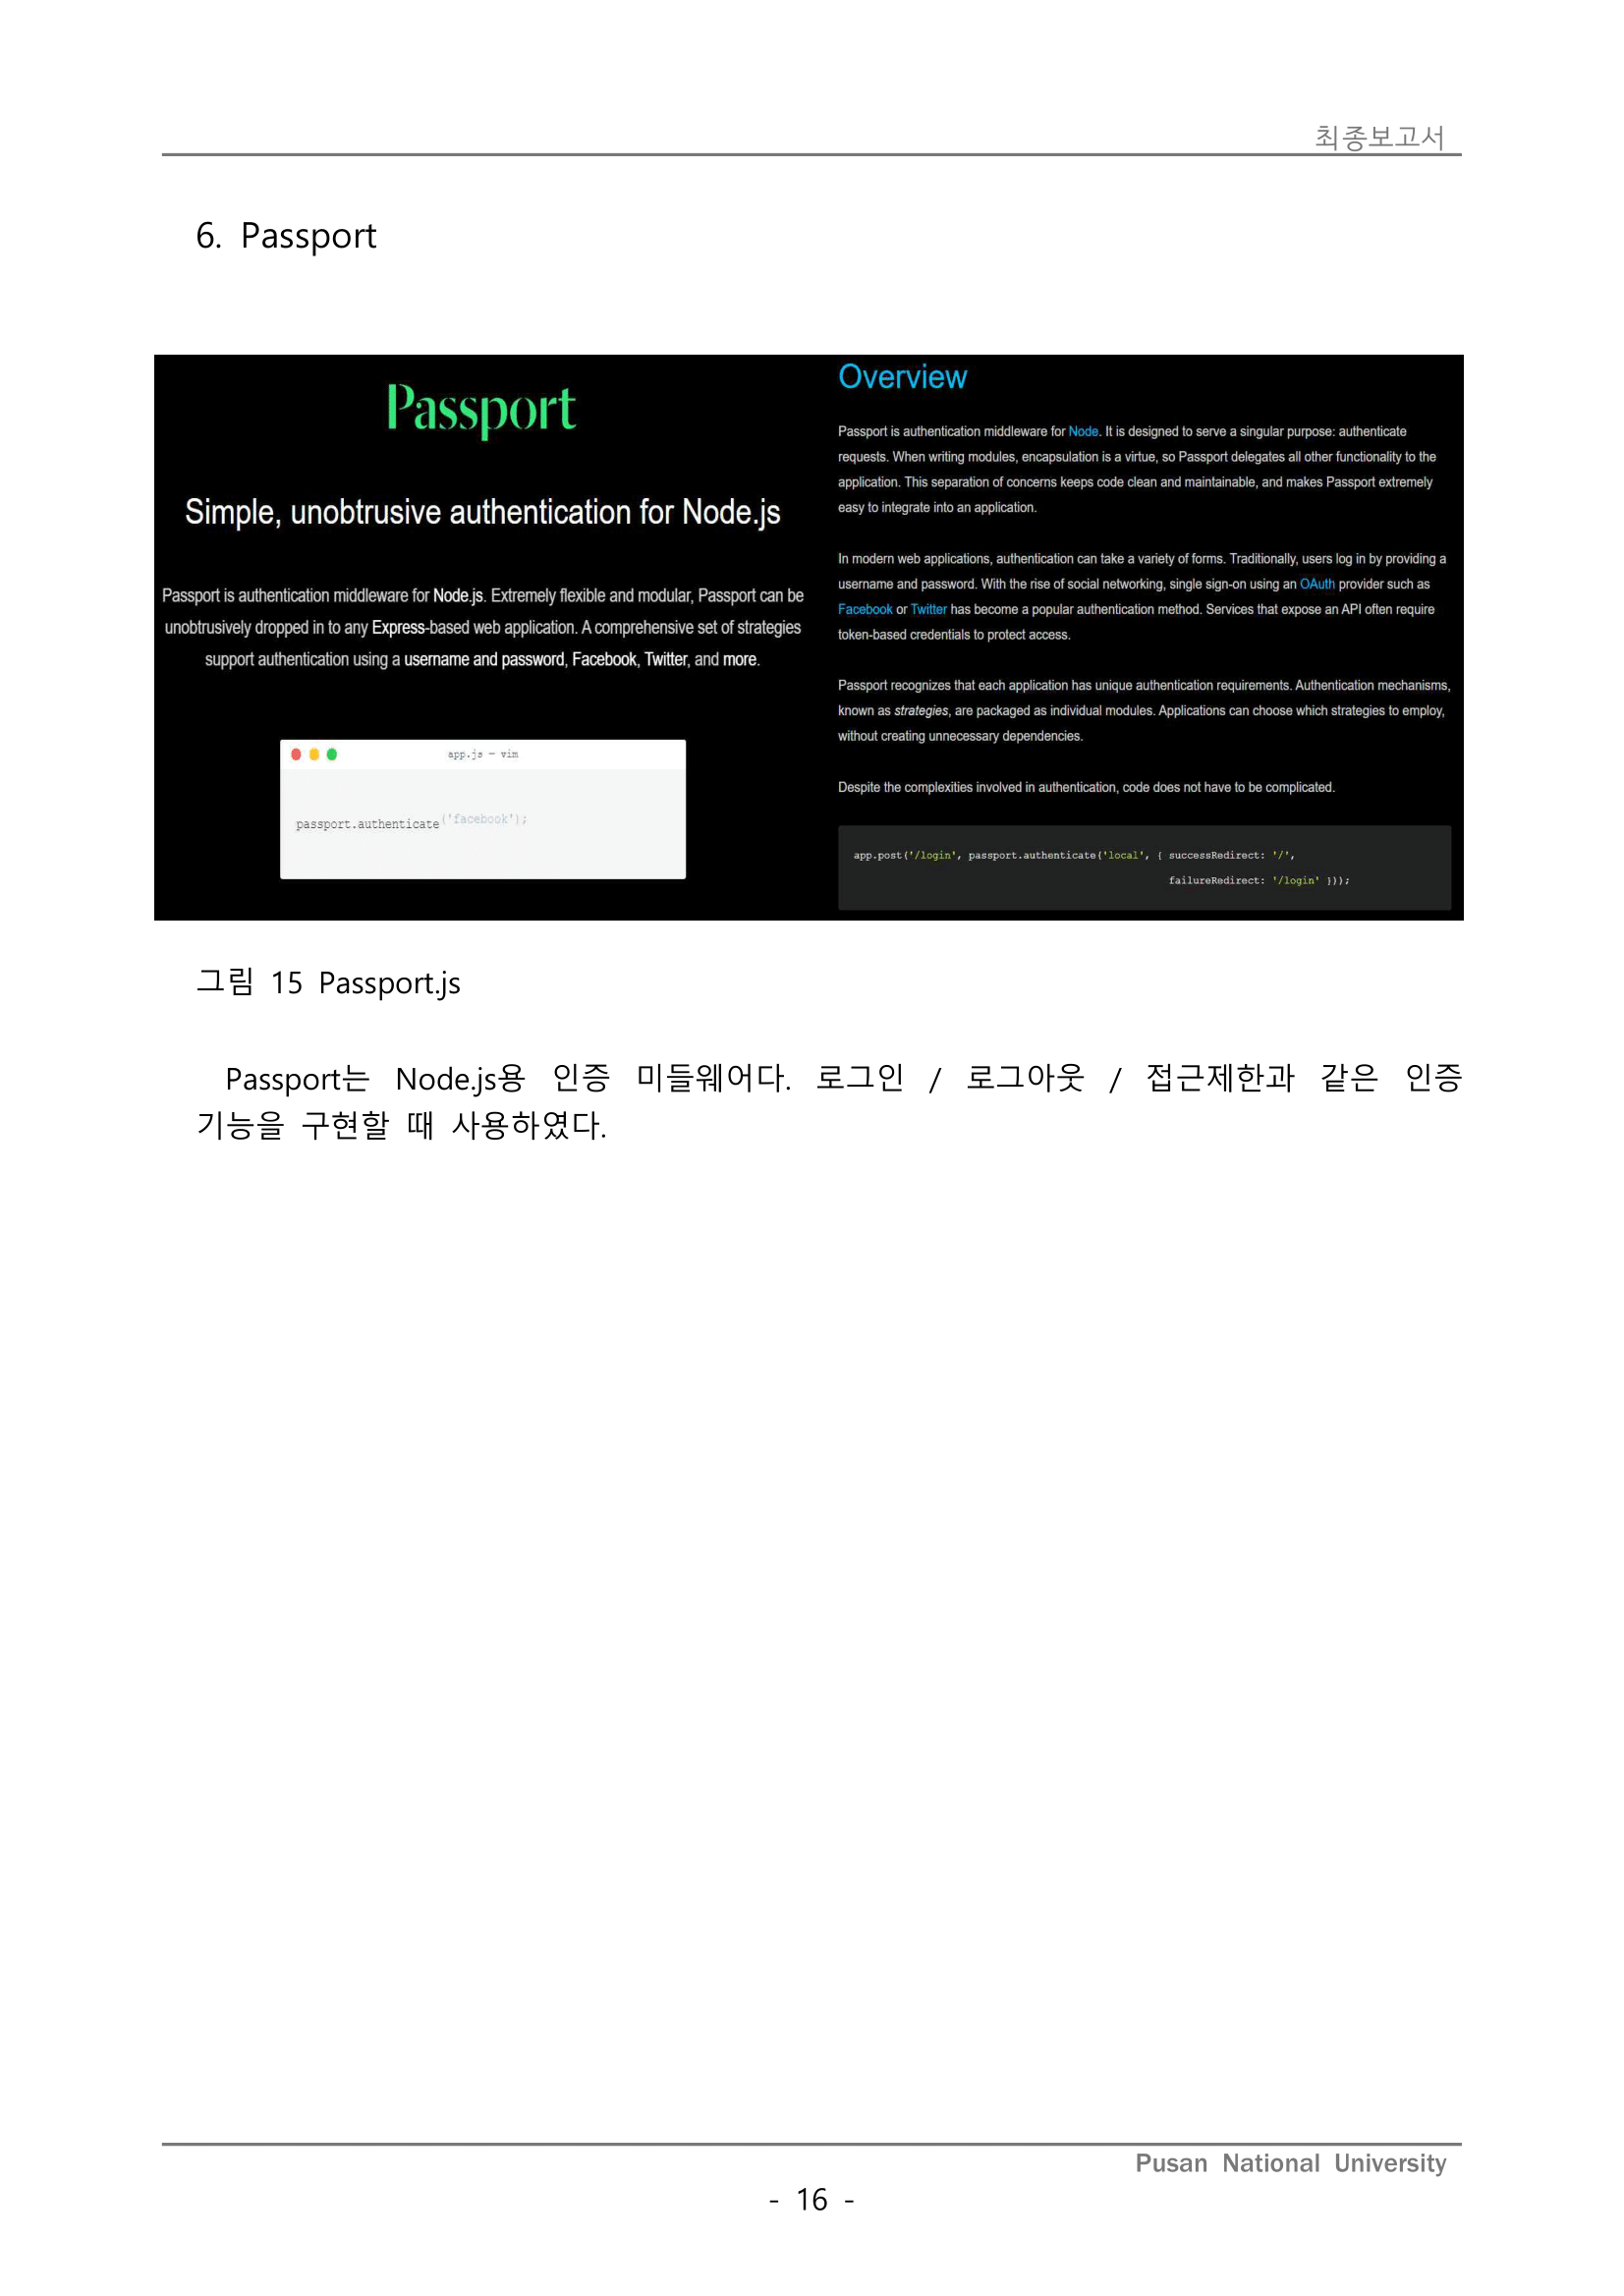 최종보고서
6. Passport
Passport
Simple, unobtrusive authentication for Node.js
Passport is authentication middleware for Node.js. Extremely flexible and modular, Passport can be
unobtrusively dropped in to any Express-based web application. A comprehensive set of strategies
support authentication using a username and password, Facebook, Twitter, and more.
app.js - vim
passport.authenticate('facebook');
Overview
Passport is authentication middleware for Node. It is designed to serve a singular purpose: authenticate
requests. When writing modules, encapsulation is a virtue, so Passport delegates all other functionality to the
application. This separation of concerns keeps code clean and maintainable, and makes Passport extremely
easy to integrate into an application.
In modern web applications, authentication can take a variety of forms. Traditionally, users log in by providing a
username and password. With the rise of social networking, single sign-on using an OAuth provider such as
Facebook or Twitter has become a popular authentication method. Services that expose an API often require
token-based credentials to protect access.
Passport recognizes that each application has unique authentication requirements. Authentication mechanisms,
known as strategies, are packaged as individual modules. Applications can choose which strategies to employ,
without creating unnecessary dependencies.
Despite the complexities involved in authentication, code does not have to be complicated.
app.post('/login', passport.authenticate('local', { successRedirect: '/',
failureRedirect: '/login' }));
그림 15 Passport.js
Passport는 Node.js용 인증 미들웨어다. 로그인 / 로그아웃 / 접근제한과 같은 인증
기능을 구현할 때 사용하였다.
Pusan National University
- 16 -